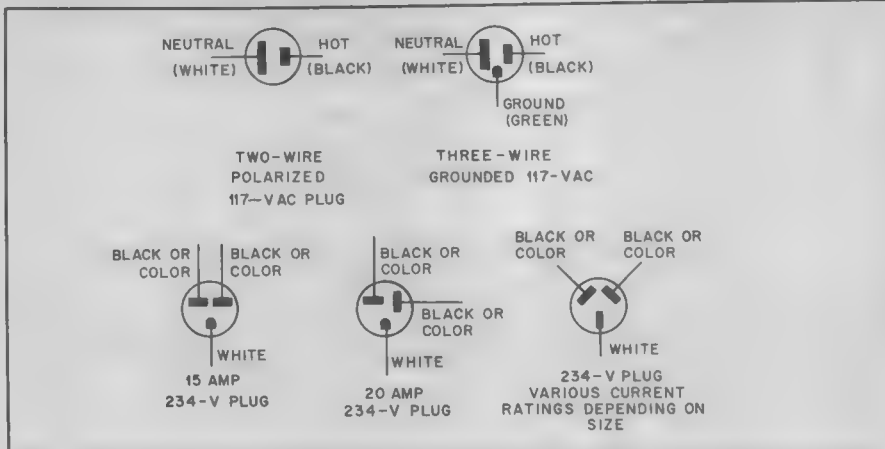 NEUTRAL
(WHITE)
HOT
(BLACK)
NEUTRAL
(WHITE)
HOT
(BLACK)
GROUND
(GREEN)
TWO-WIRE
POLARIZED
117-VAC PLUG
THREE-WIRE
GROUNDED 117-VAC
BLACK OR
COLOR
BLACK OR
COLOR
WHITE
15 AMP
234-V PLUG
BLACK OR
COLOR
BLACK OR
COLOR
WHITE
20 AMP
234-V PLUG
BLACK OR
COLOR
BLACK OR
COLOR
WHITE
234-V PLUG
VARIOUS CURRENT
RATINGS DEPENDING ON
SIZE